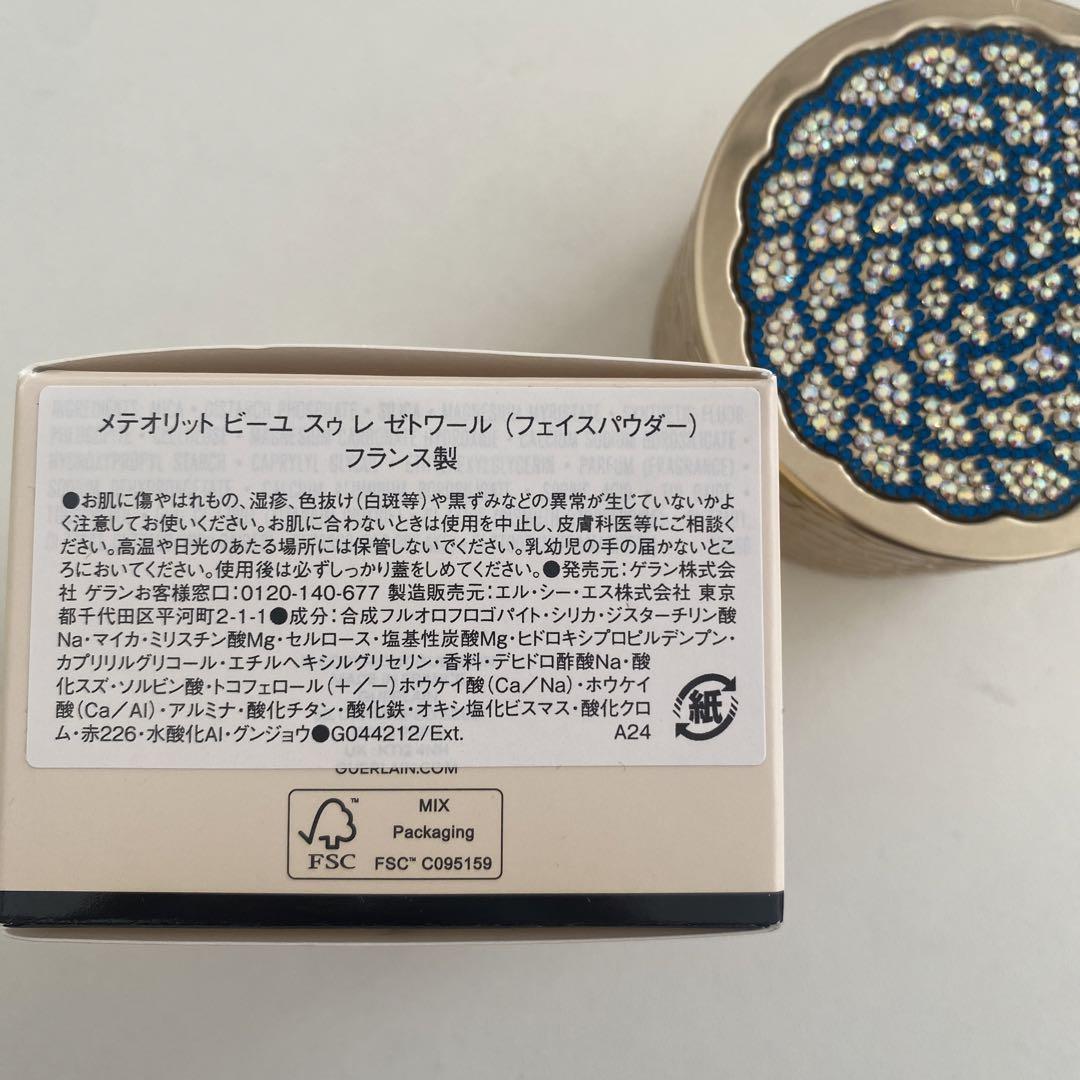 メテオリット ビーユ スゥ レ ゼトワール（フェイスパウダー）
フランス製
●お肌に傷やはれもの、湿疹、色抜け（白斑等）や黒ずみなどの異常が生じていないかよ
く注意してお使いください。お肌に合わないときは使用を中止し、皮膚科医等にご相談く
ださい。高温や日光のあたる場所には保管しないでください。乳幼児の手の届かないとこ
ろにおいてください。使用後は必ずしっかり蓋をしめてください。●発売元：ゲラン株式会
社 ゲランお客様窓口：0120-140-677 製造販売元：エル・シー・エス株式会社 東京
都千代田区平河町2-1-1●成分：合成フルオロフロゴパイト・シリカ・ジスターチリン酸
Na・マイカ・ミリスチン酸Mg・セルロース・塩基性炭酸Mg・ヒドロキシプロピルデンプン・
カプリリルグリコール・エチルヘキシルグリセリン・香料・デヒドロ酢酸Na・酸
化スズ・ソルビン酸・トコフェロール（＋／－）ホウケイ酸（Ca／Na）・ホウケイ
酸（Ca／Al）・アルミナ・酸化チタン・酸化鉄・オキシ塩化ビスマス・酸化クロ
ム・赤226・水酸化Al・グンジョウ●G044212/Ext. A24
紙
GUERLAIN.COM
FSC™
MIX
Packaging
FSC™ C095159